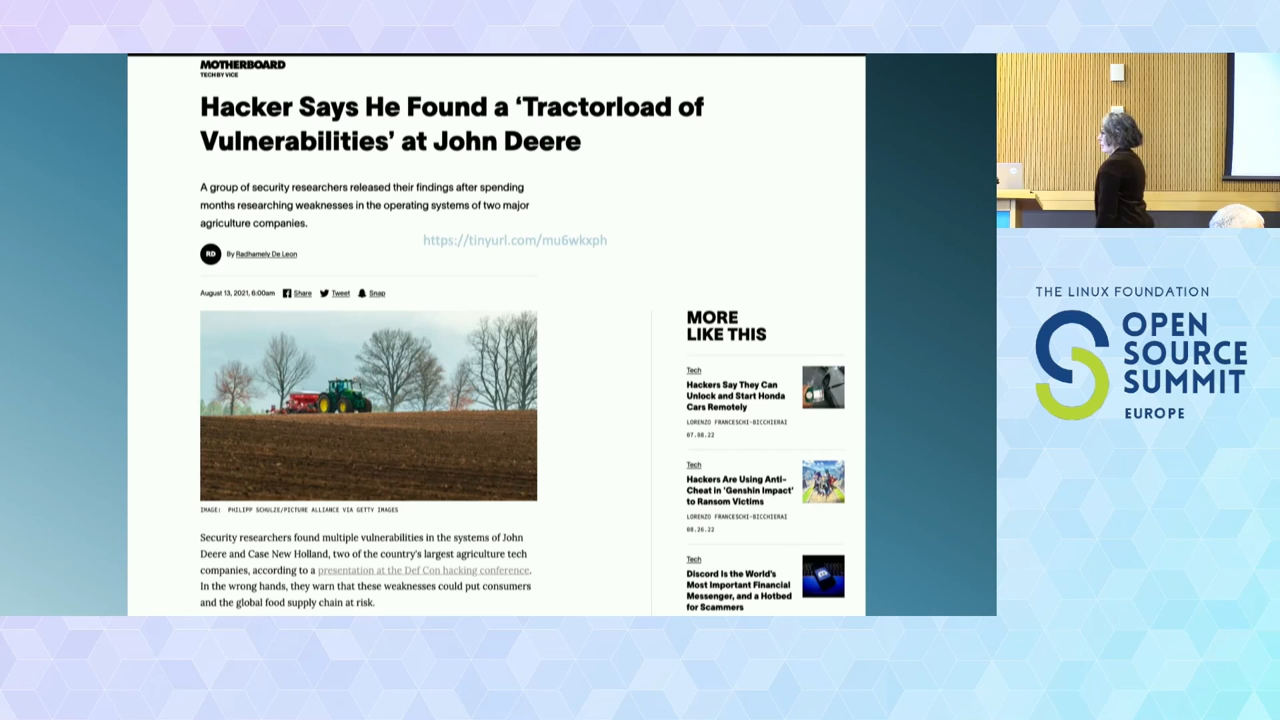 MOTHERBOARD
TECH BY VICE
Hacker Says He Found a ‘Tractorload of
Vulnerabilities’ at John Deere
A group of security researchers released their findings after spending
months researching weaknesses in the operating systems of two major
agriculture companies.
https://tinyurl.com/mu6wkxph
RD
By Radhamely De Leon
August 13, 2021, 6:00am Share Tweet Snap
IMAGE: PHILIPP SCHULZE/PICTURE ALLIANCE VIA GETTY IMAGES
Security researchers found multiple vulnerabilities in the systems of John
Deere and Case New Holland, two of the country's largest agriculture tech
companies, according to a presentation at the Def Con hacking conference.
In the wrong hands, they warn that these weaknesses could put consumers
and the global food supply chain at risk.
MORE
LIKE THIS
Tech
Hackers Say They Can
Unlock and Start Honda
Cars Remotely
LORENZO FRANCESCHI-BICCHIERAI
07.08.22
Tech
Hackers Are Using Anti-
Cheat in 'Genshin Impact'
to Ransom Victims
LORENZO FRANCESCHI-BICCHIERAI
08.26.22
Tech
Discord Is the World's
Most Important Financial
Messenger, and a Hotbed
for Scammers
THE LINUX FOUNDATION
OPEN
SOURCE
SUMMIT
EUROPE